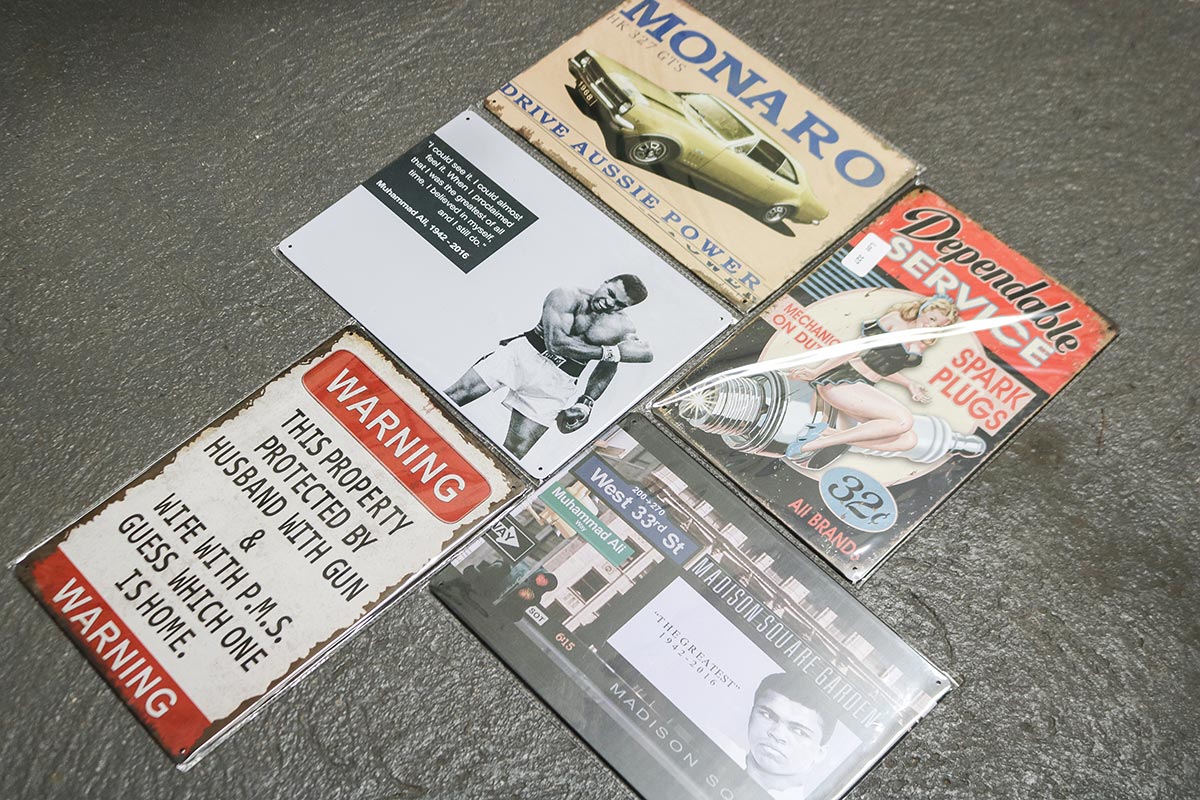 MONARO
HK 327 GTS
1968
DRIVE AUSSIE POWER
"I could see it. I could almost
feel it. When I proclaimed
that I was the greatest of all
time, I believed in myself,
and I still do."
Muhammad Ali, 1942 - 2016
Dependable
SERVICE
MECHANIC
ON DUTY
SPARK
PLUGS
32¢
All BRANDS
WARNING
THIS PROPERTY
PROTECTED BY
HUSBAND WITH GUN
&
WIFE WITH P.M.S.
GUESS WHICH ONE
IS HOME.
WARNING
200→270
West 33rd St
Muhammad Ali
Way
WAY
MADISON SQUARE GARDEN
"THE GREATEST"
1942-2016
615
MADISON SQ